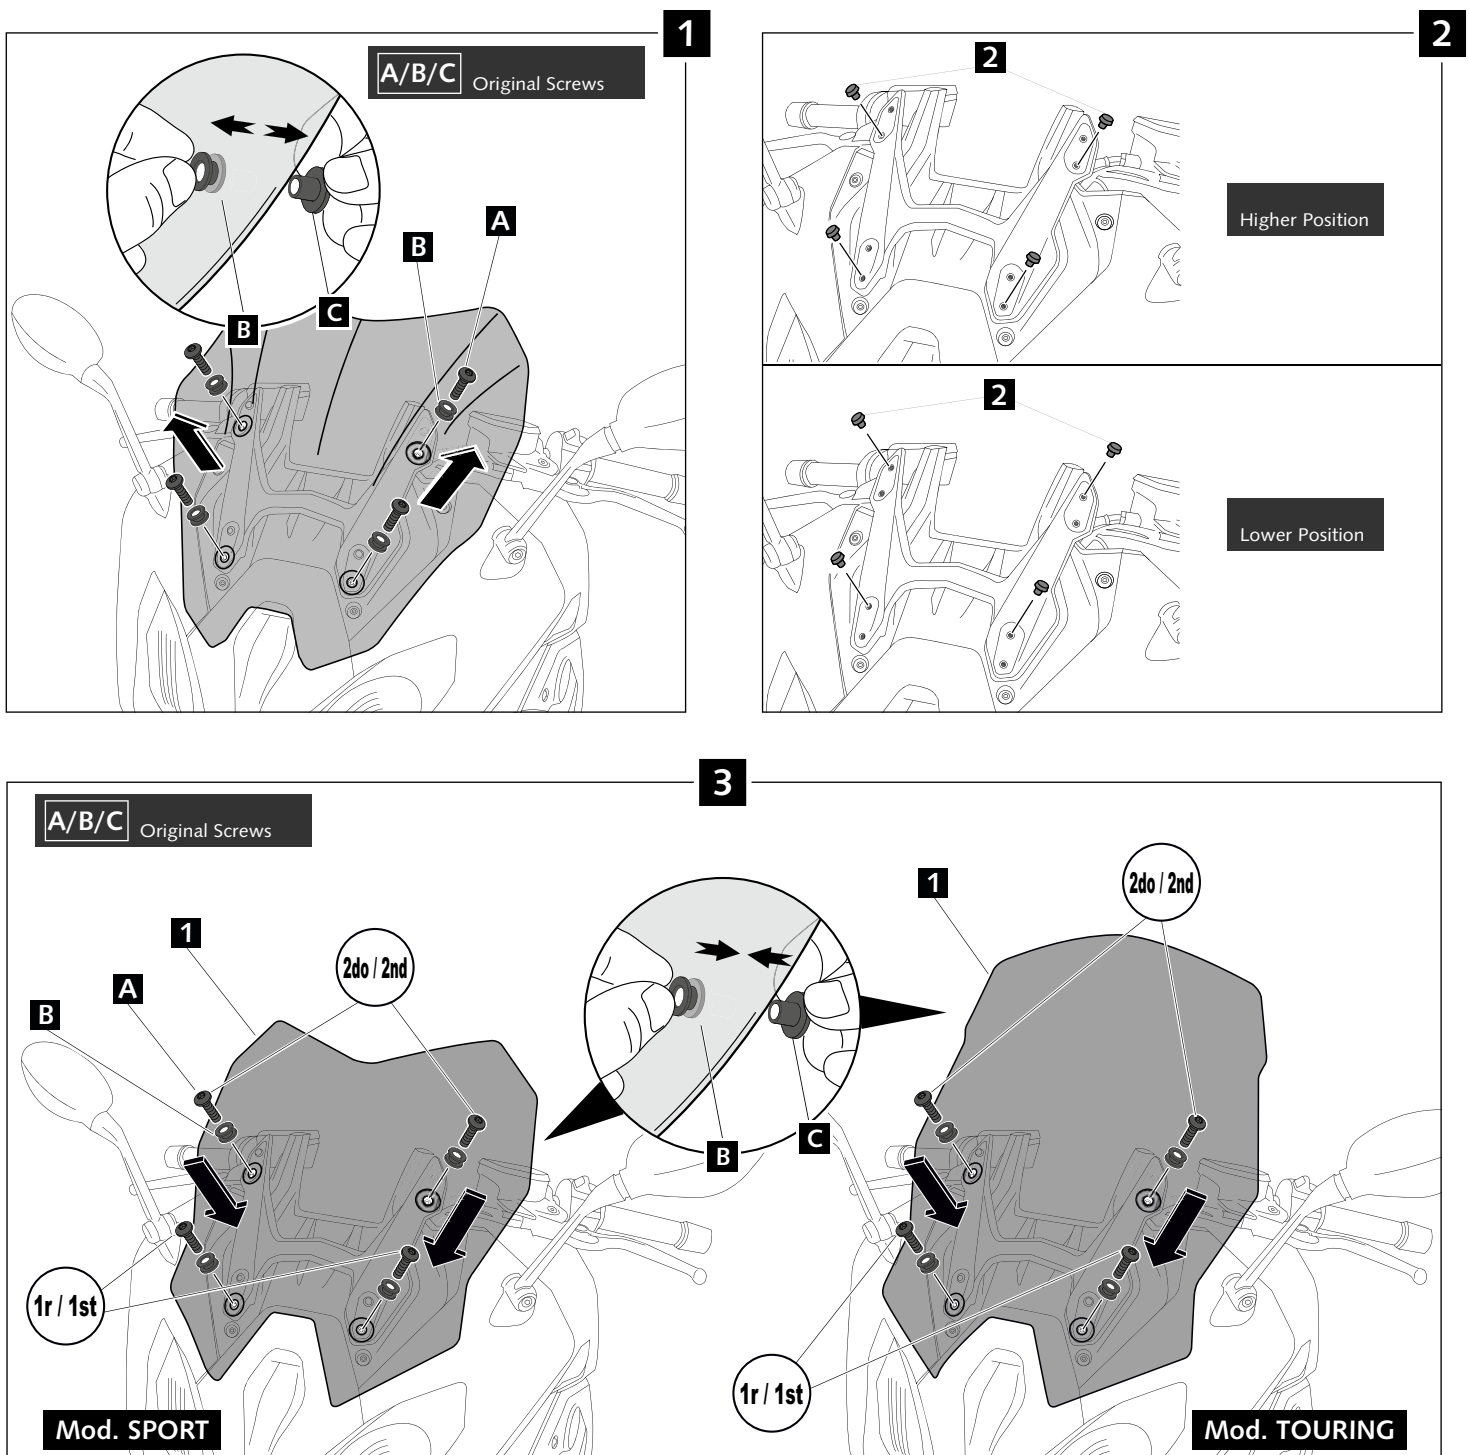 1
A/B/C Original Screws
A
B
C
B
2
2
Higher Position
2
Lower Position
3
A/B/C Original Screws
1
2do / 2nd
A
B
1r / 1st
B
C
1
2do / 2nd
1r / 1st
Mod. SPORT
Mod. TOURING